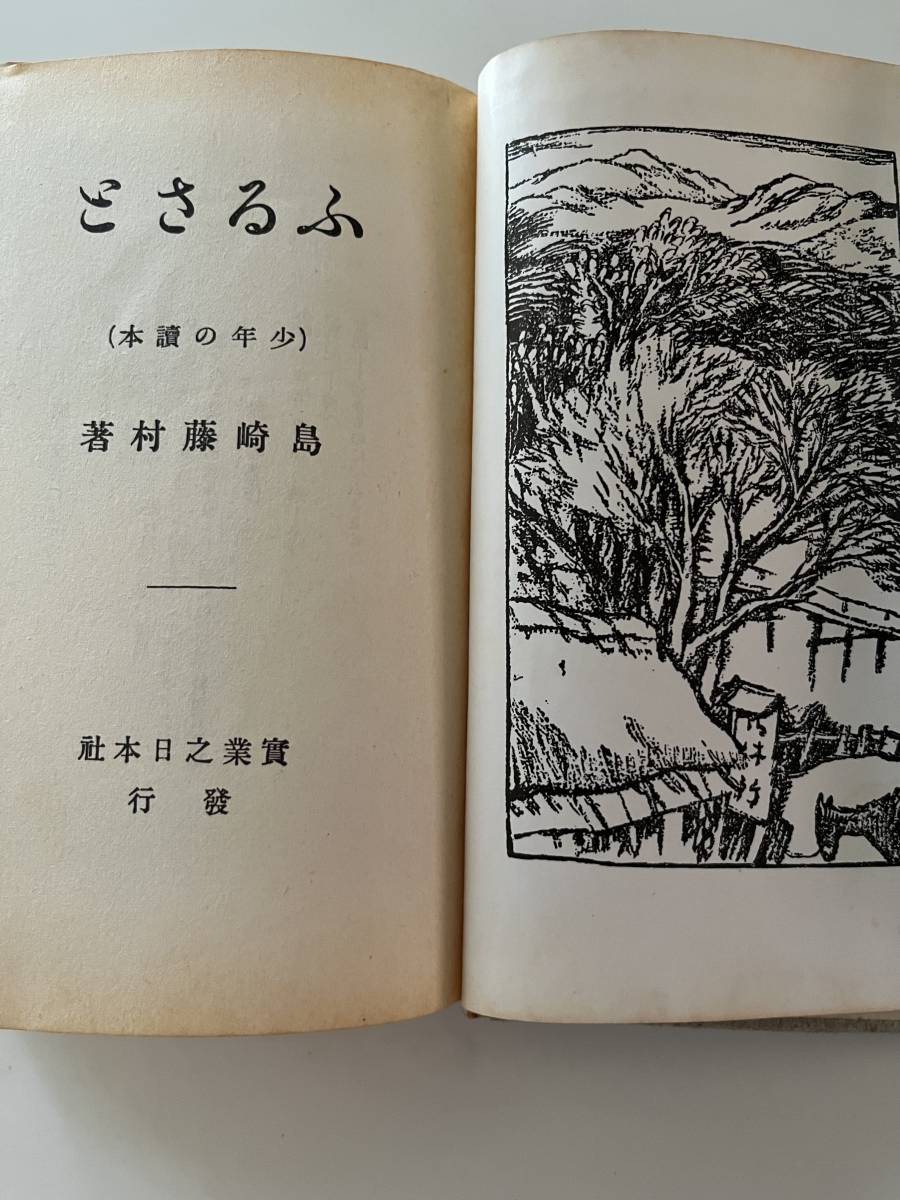 ふるさと
(少年の讀本)
島崎藤村著
實業之日本社
發行